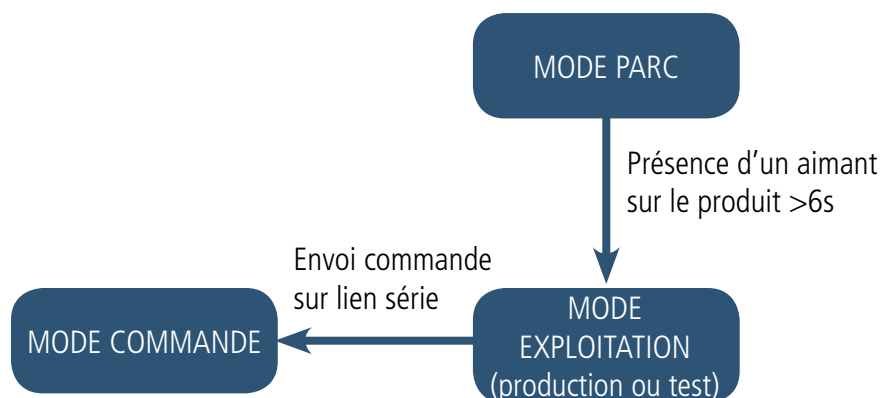 MODE PARC
Présence d'un aimant
sur le produit >6s
Envoi commande
sur lien série
MODE COMMANDE
MODE
EXPLOITATION
(production ou test)